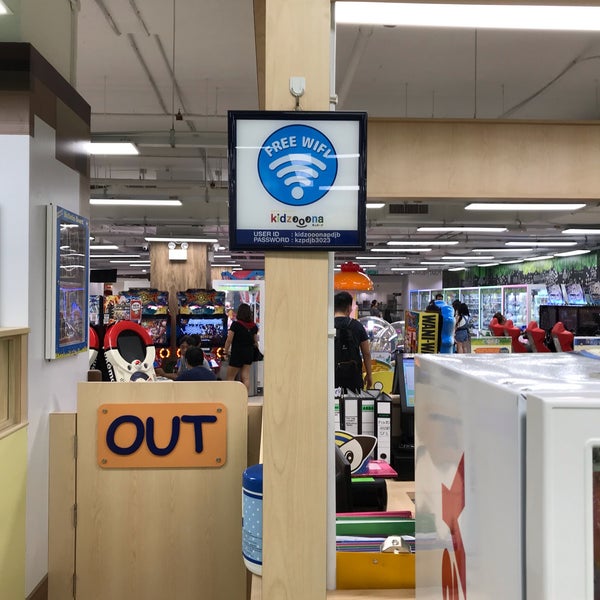 FREE WIFI
kidzooona
USER ID : kidzooonapdjb
PASSWORD : kzpdjb3023
OUT